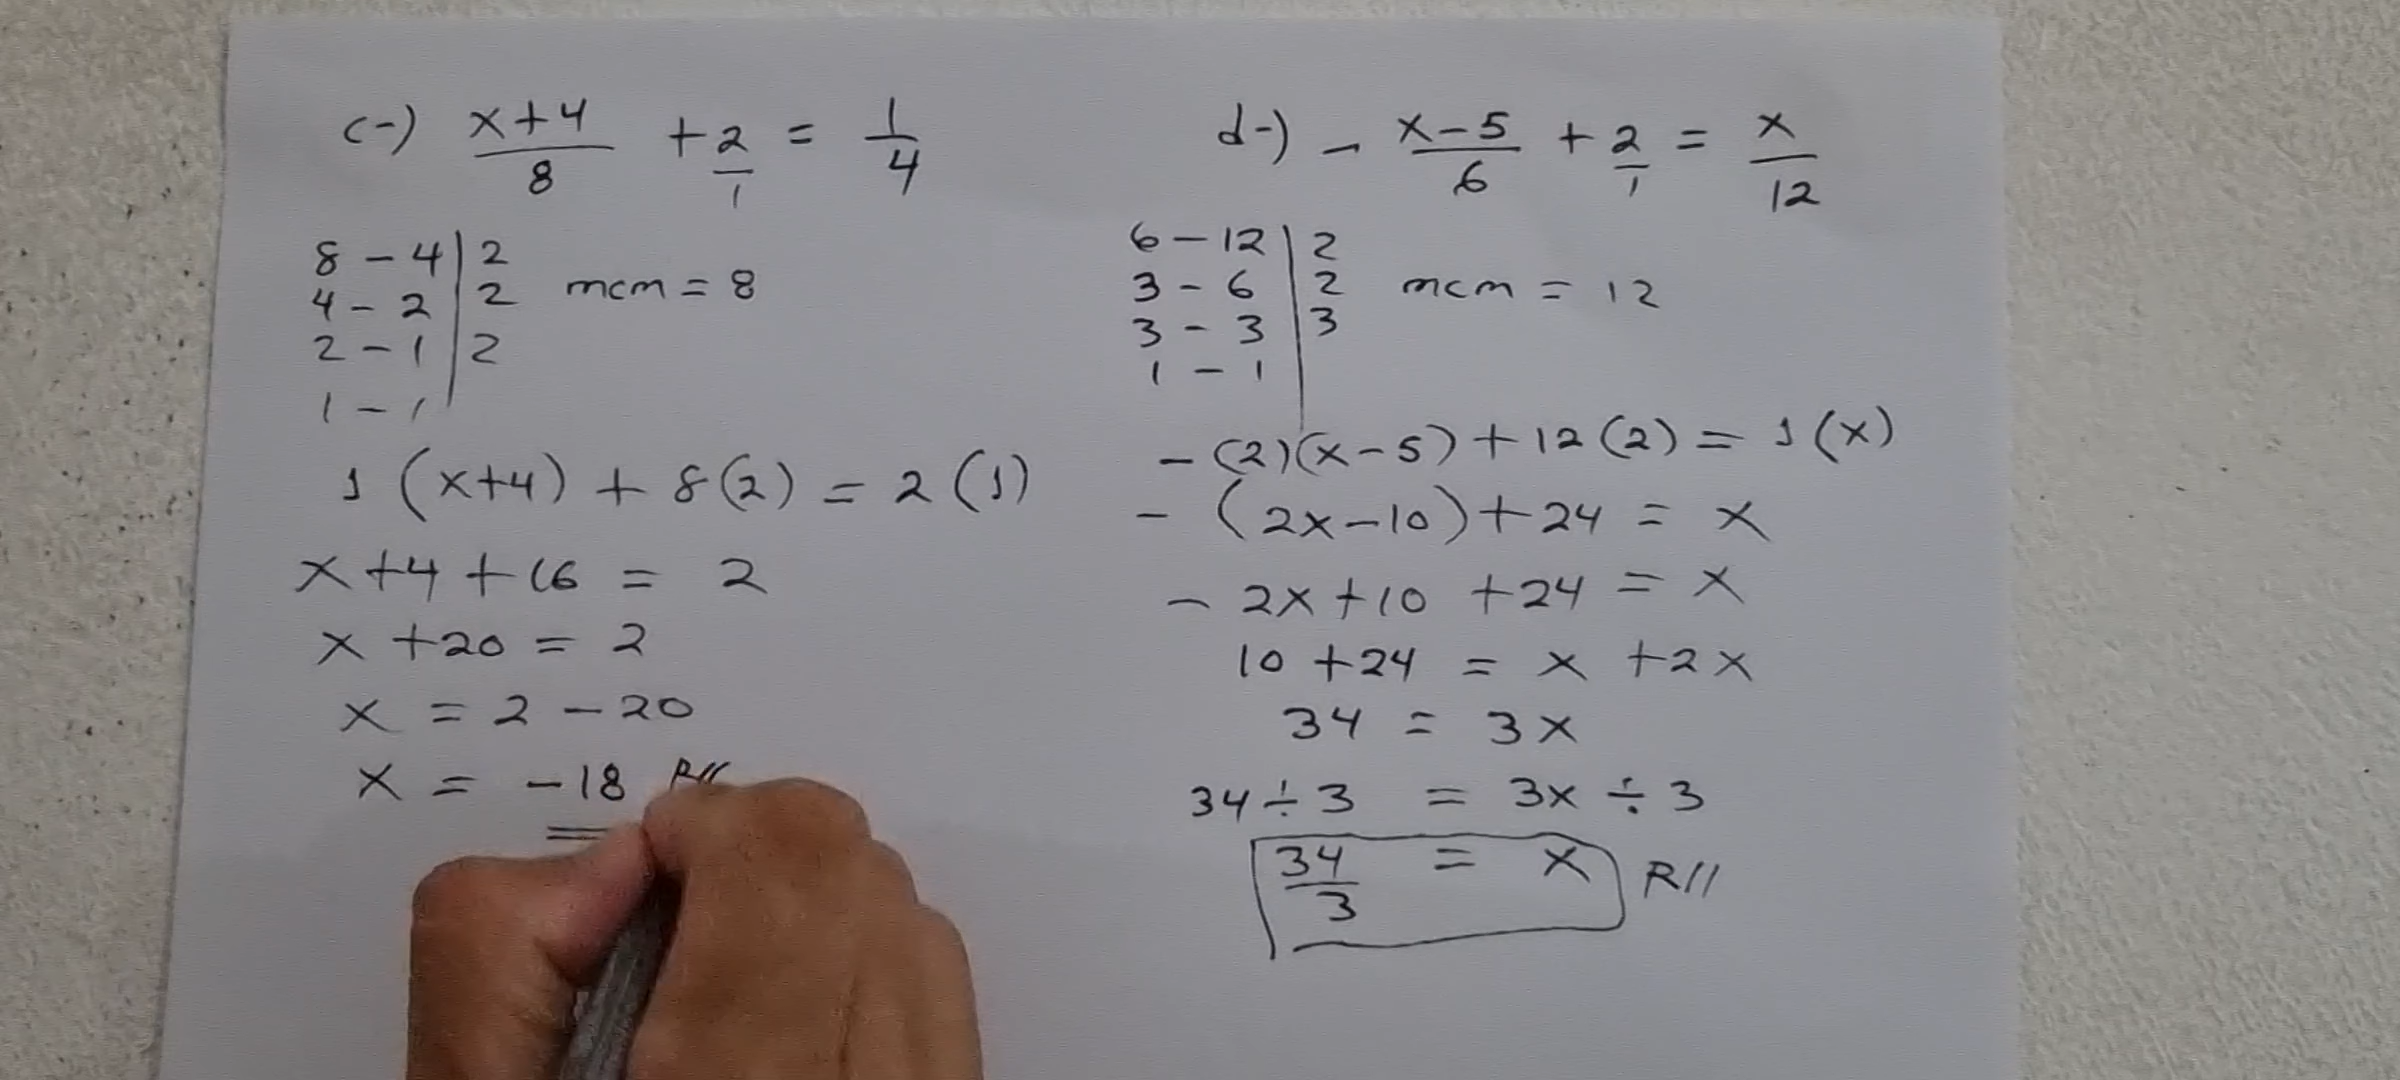 c-) x+4/8 + 2/1 = 1/4
8 - 4 | 2
4 - 2 | 2 mcm = 8
2 - 1 | 2
1 - 1
1 (x+4) + 8(2) = 2 (1)
x+4+16 = 2
x +20 = 2
x = 2 - 20
x = -18 R//
d-) - x-5/6 + 2/1 = x/12
6 - 12 | 2
3 - 6 | 2 mcm = 12
3 - 3 | 3
1 - 1
-(2)(x-5)+12(2) = 1(x)
- (2x-10)+24 = x
- 2x+10 +24 = x
10 +24 = x +2x
34 = 3x
34÷3 = 3x ÷ 3
34/3 = x R//